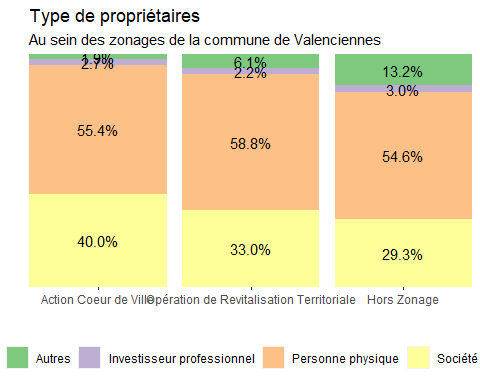 Type de propriétaires
Au sein des zonages de la commune de Valenciennes
1.9% 6.1% 13.2%
2.7% 2.2% 3.0%
55.4% 58.8% 54.6%
40.0% 33.0% 29.3%
Action Coeur de Ville Opération de Revitalisation Territoriale Hors Zonage
Autres Investisseur professionnel Personne physique Société